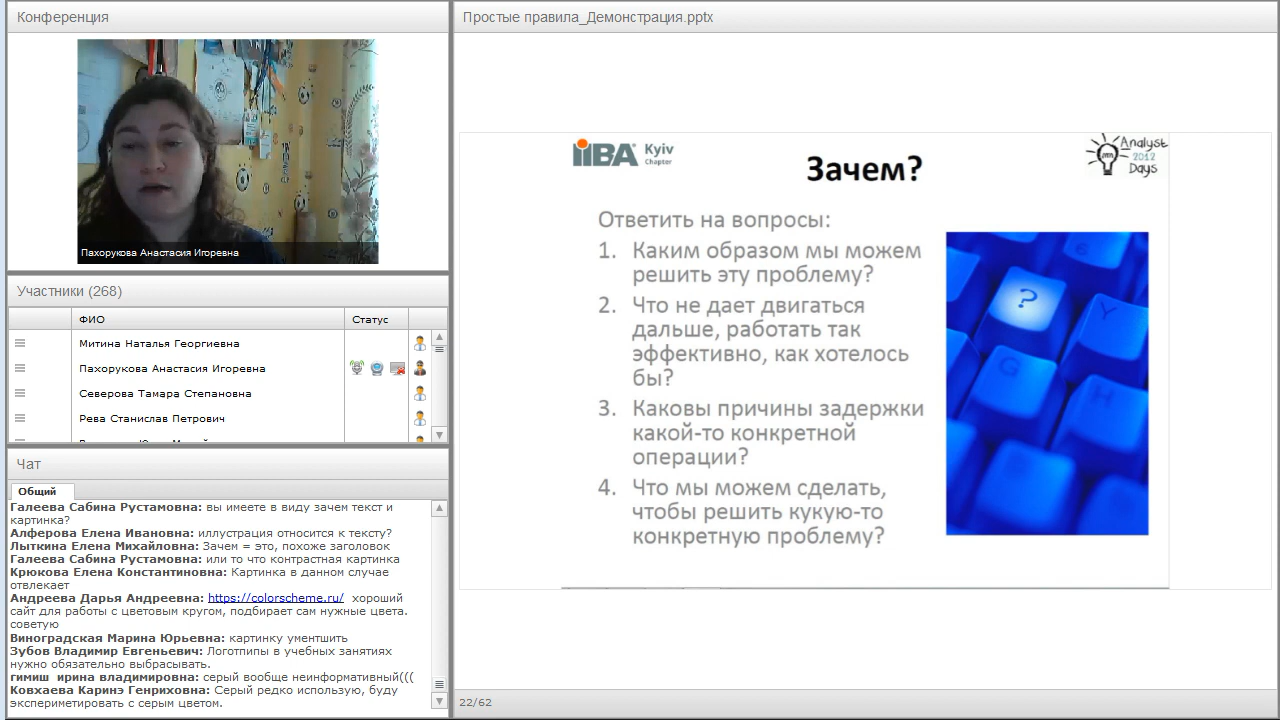 Конференция
Пахорукова Анастасия Игоревна
Участники (268)
ФИО
Статус
Митина Наталья Георгиевна
Пахорукова Анастасия Игоревна
Северова Тамара Степановна
Рева Станислав Петрович
Чат
Общий
Галеева Сабина Рустамовна: вы имеете в виду зачем текст и
картинка?
Алферова Елена Ивановна: иллустрация относится к тексту?
Лыткина Елена Михайловна: Зачем = это, похоже заголовок
Галеева Сабина Рустамовна: или то что контрастная картинка
Крюкова Елена Константиновна: Картинка в данном случае
отвлекает
Андреева Дарья Андреевна: https://colorscheme.ru/ хороший
сайт для работы с цветовым кругом, подбирает сам нужные цвета.
советую
Виноградская Марина Юрьевна: картинку ументшить
Зубов Владимир Евгеньевич: Логотпипы в учебных занятиях
нужно обязательно выбрасывать.
гимиш ирина владимировна: серый вообще неинформативный(((
Ковхаева Каринэ Генриховна: Серый редко использую, буду
экспериметировать с серым цветом.
Простые правила_Демонстрация.pptx
IIBA Kyiv
Chapter
Analyst
2012
Days
Зачем?
Ответить на вопросы:
1. Каким образом мы можем
решить эту проблему?
2. Что не дает двигаться
дальше, работать так
эффективно, как хотелось
бы?
3. Каковы причины задержки
какой-то конкретной
операции?
4. Что мы можем сделать,
чтобы решить кукую-то
конкретную проблему?
6
?
Y
G
H
22/62